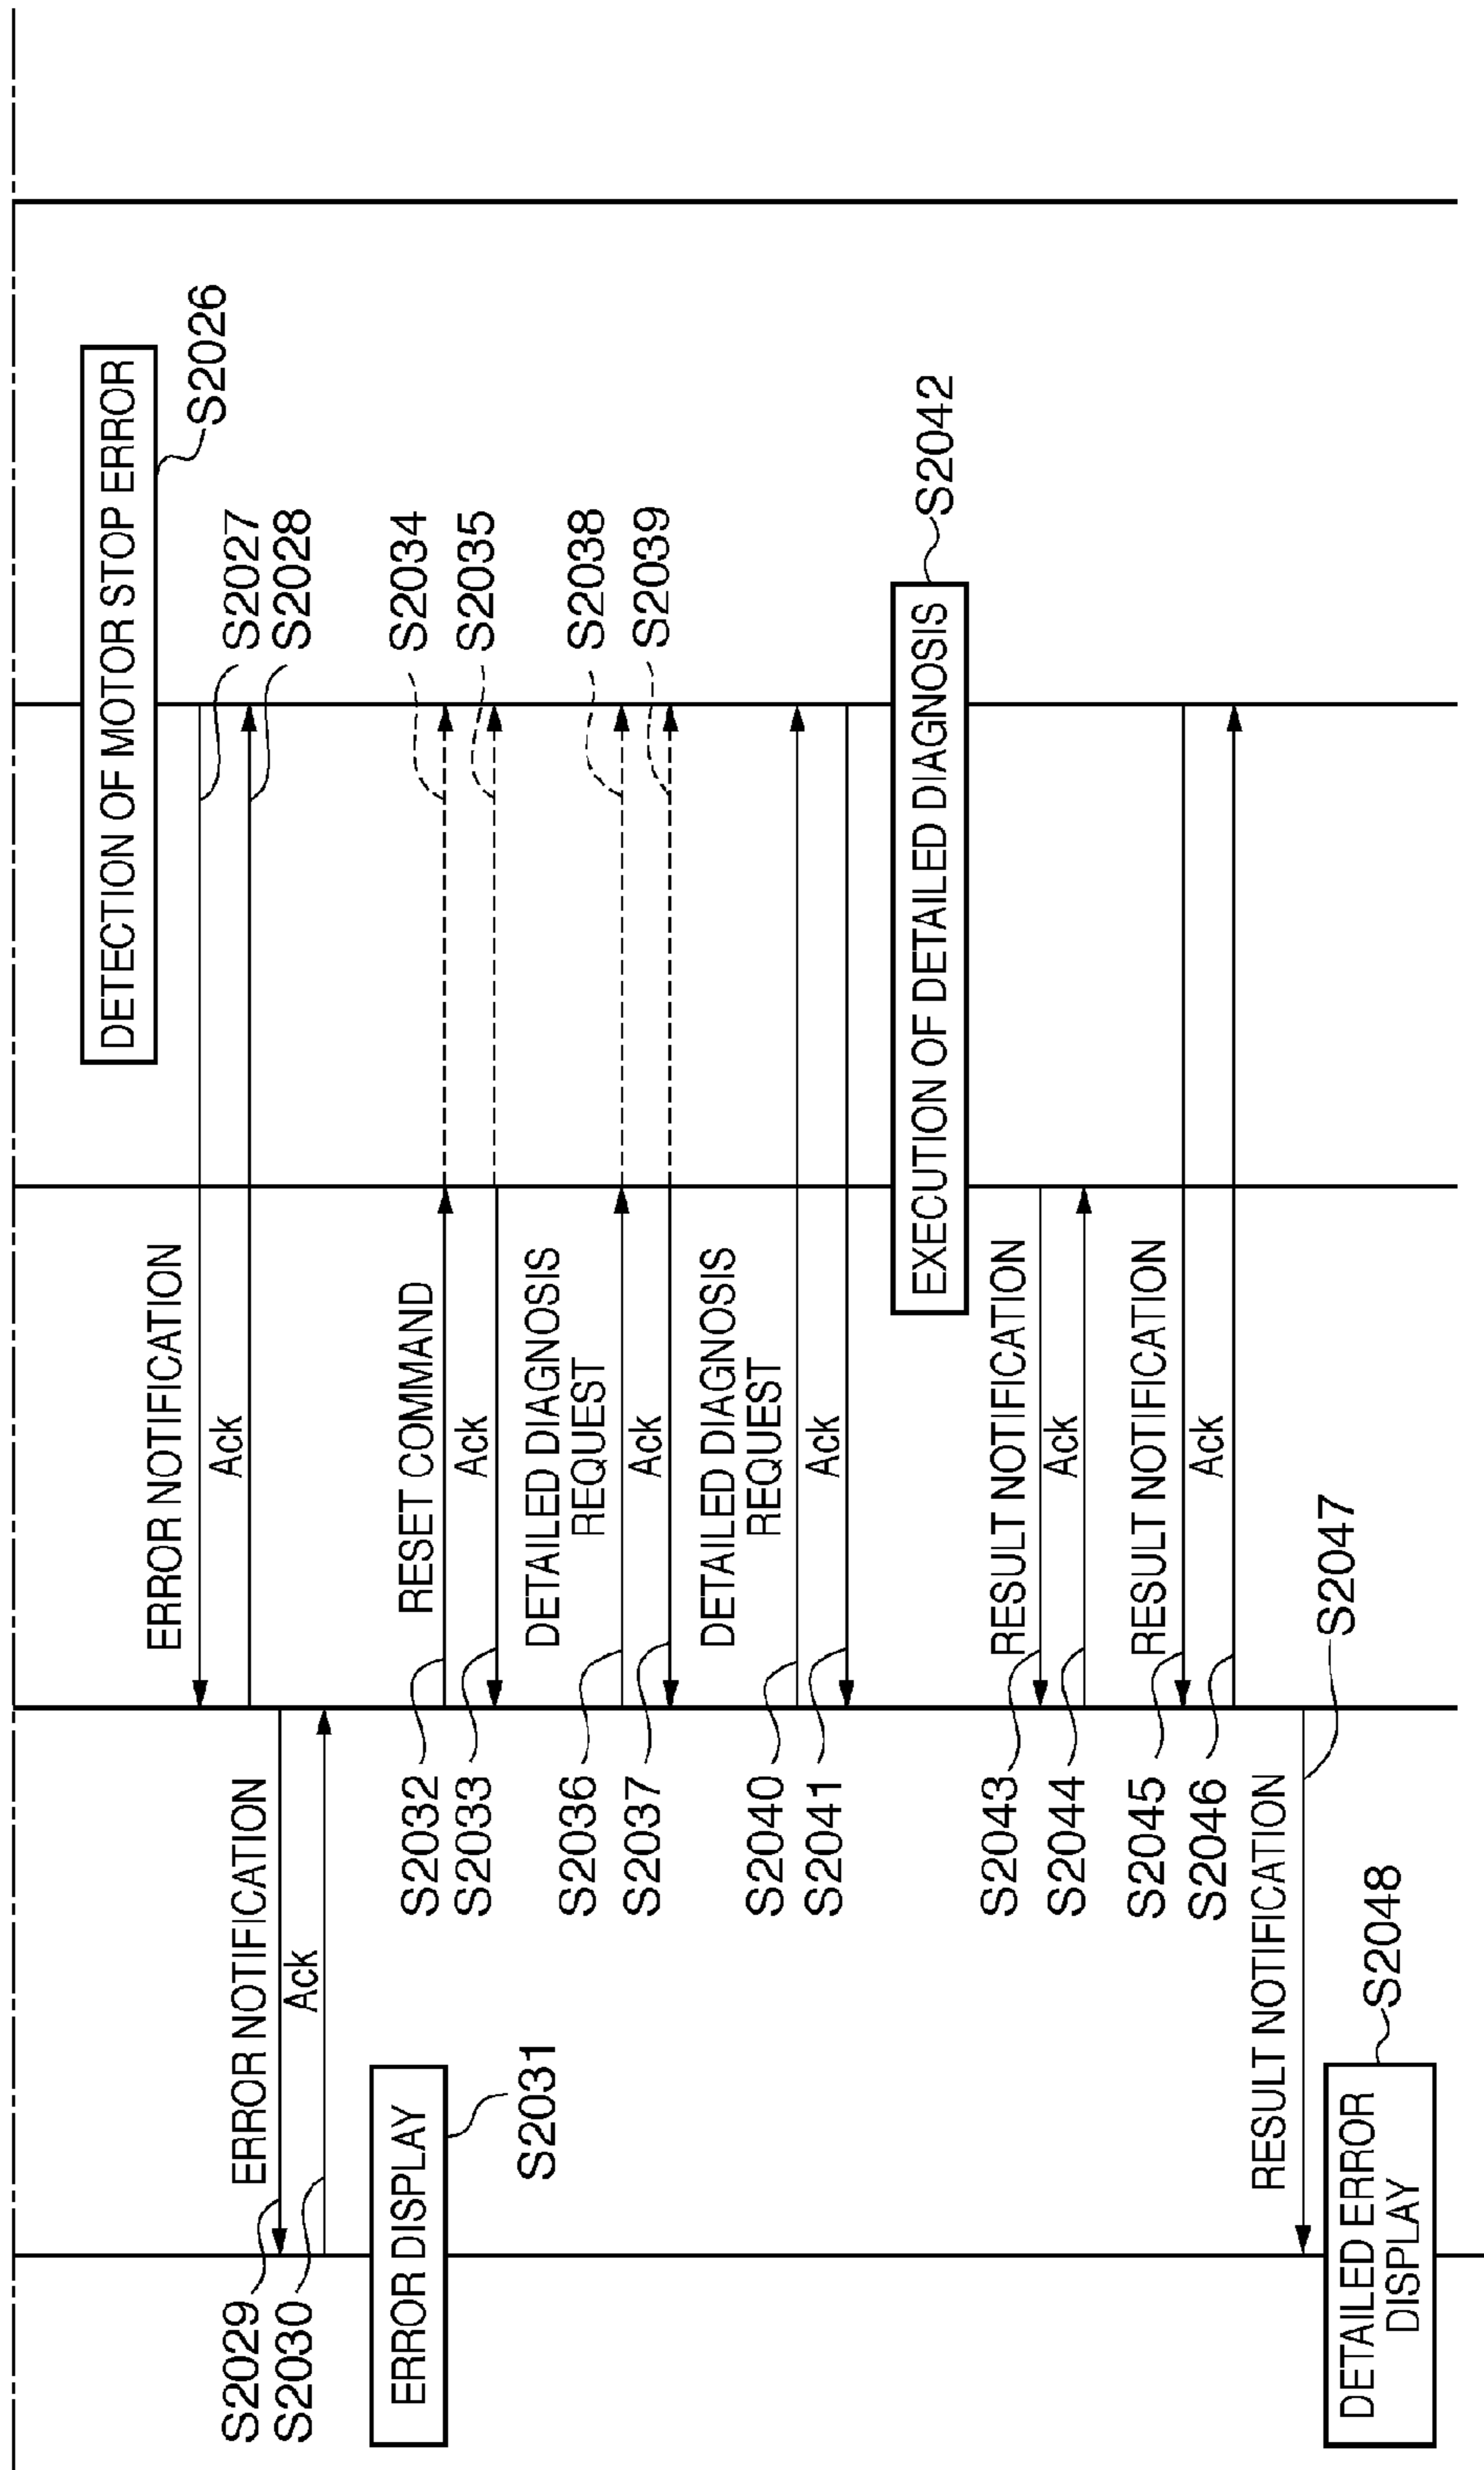 DETECTION OF MOTOR STOP ERROR
S2026
ERROR NOTIFICATION
S2027
Ack
S2028
ERROR NOTIFICATION
S2029
Ack
S2030
ERROR DISPLAY
S2031
RESET COMMAND
S2032
S2034
Ack
S2033
S2035
DETAILED DIAGNOSIS
REQUEST
S2036
S2038
Ack
S2037
S2039
DETAILED DIAGNOSIS
REQUEST
S2040
Ack
S2041
EXECUTION OF DETAILED DIAGNOSIS
S2042
RESULT NOTIFICATION
S2043
Ack
S2044
RESULT NOTIFICATION
S2045
Ack
S2046
RESULT NOTIFICATION
S2047
DETAILED ERROR
DISPLAY
S2048